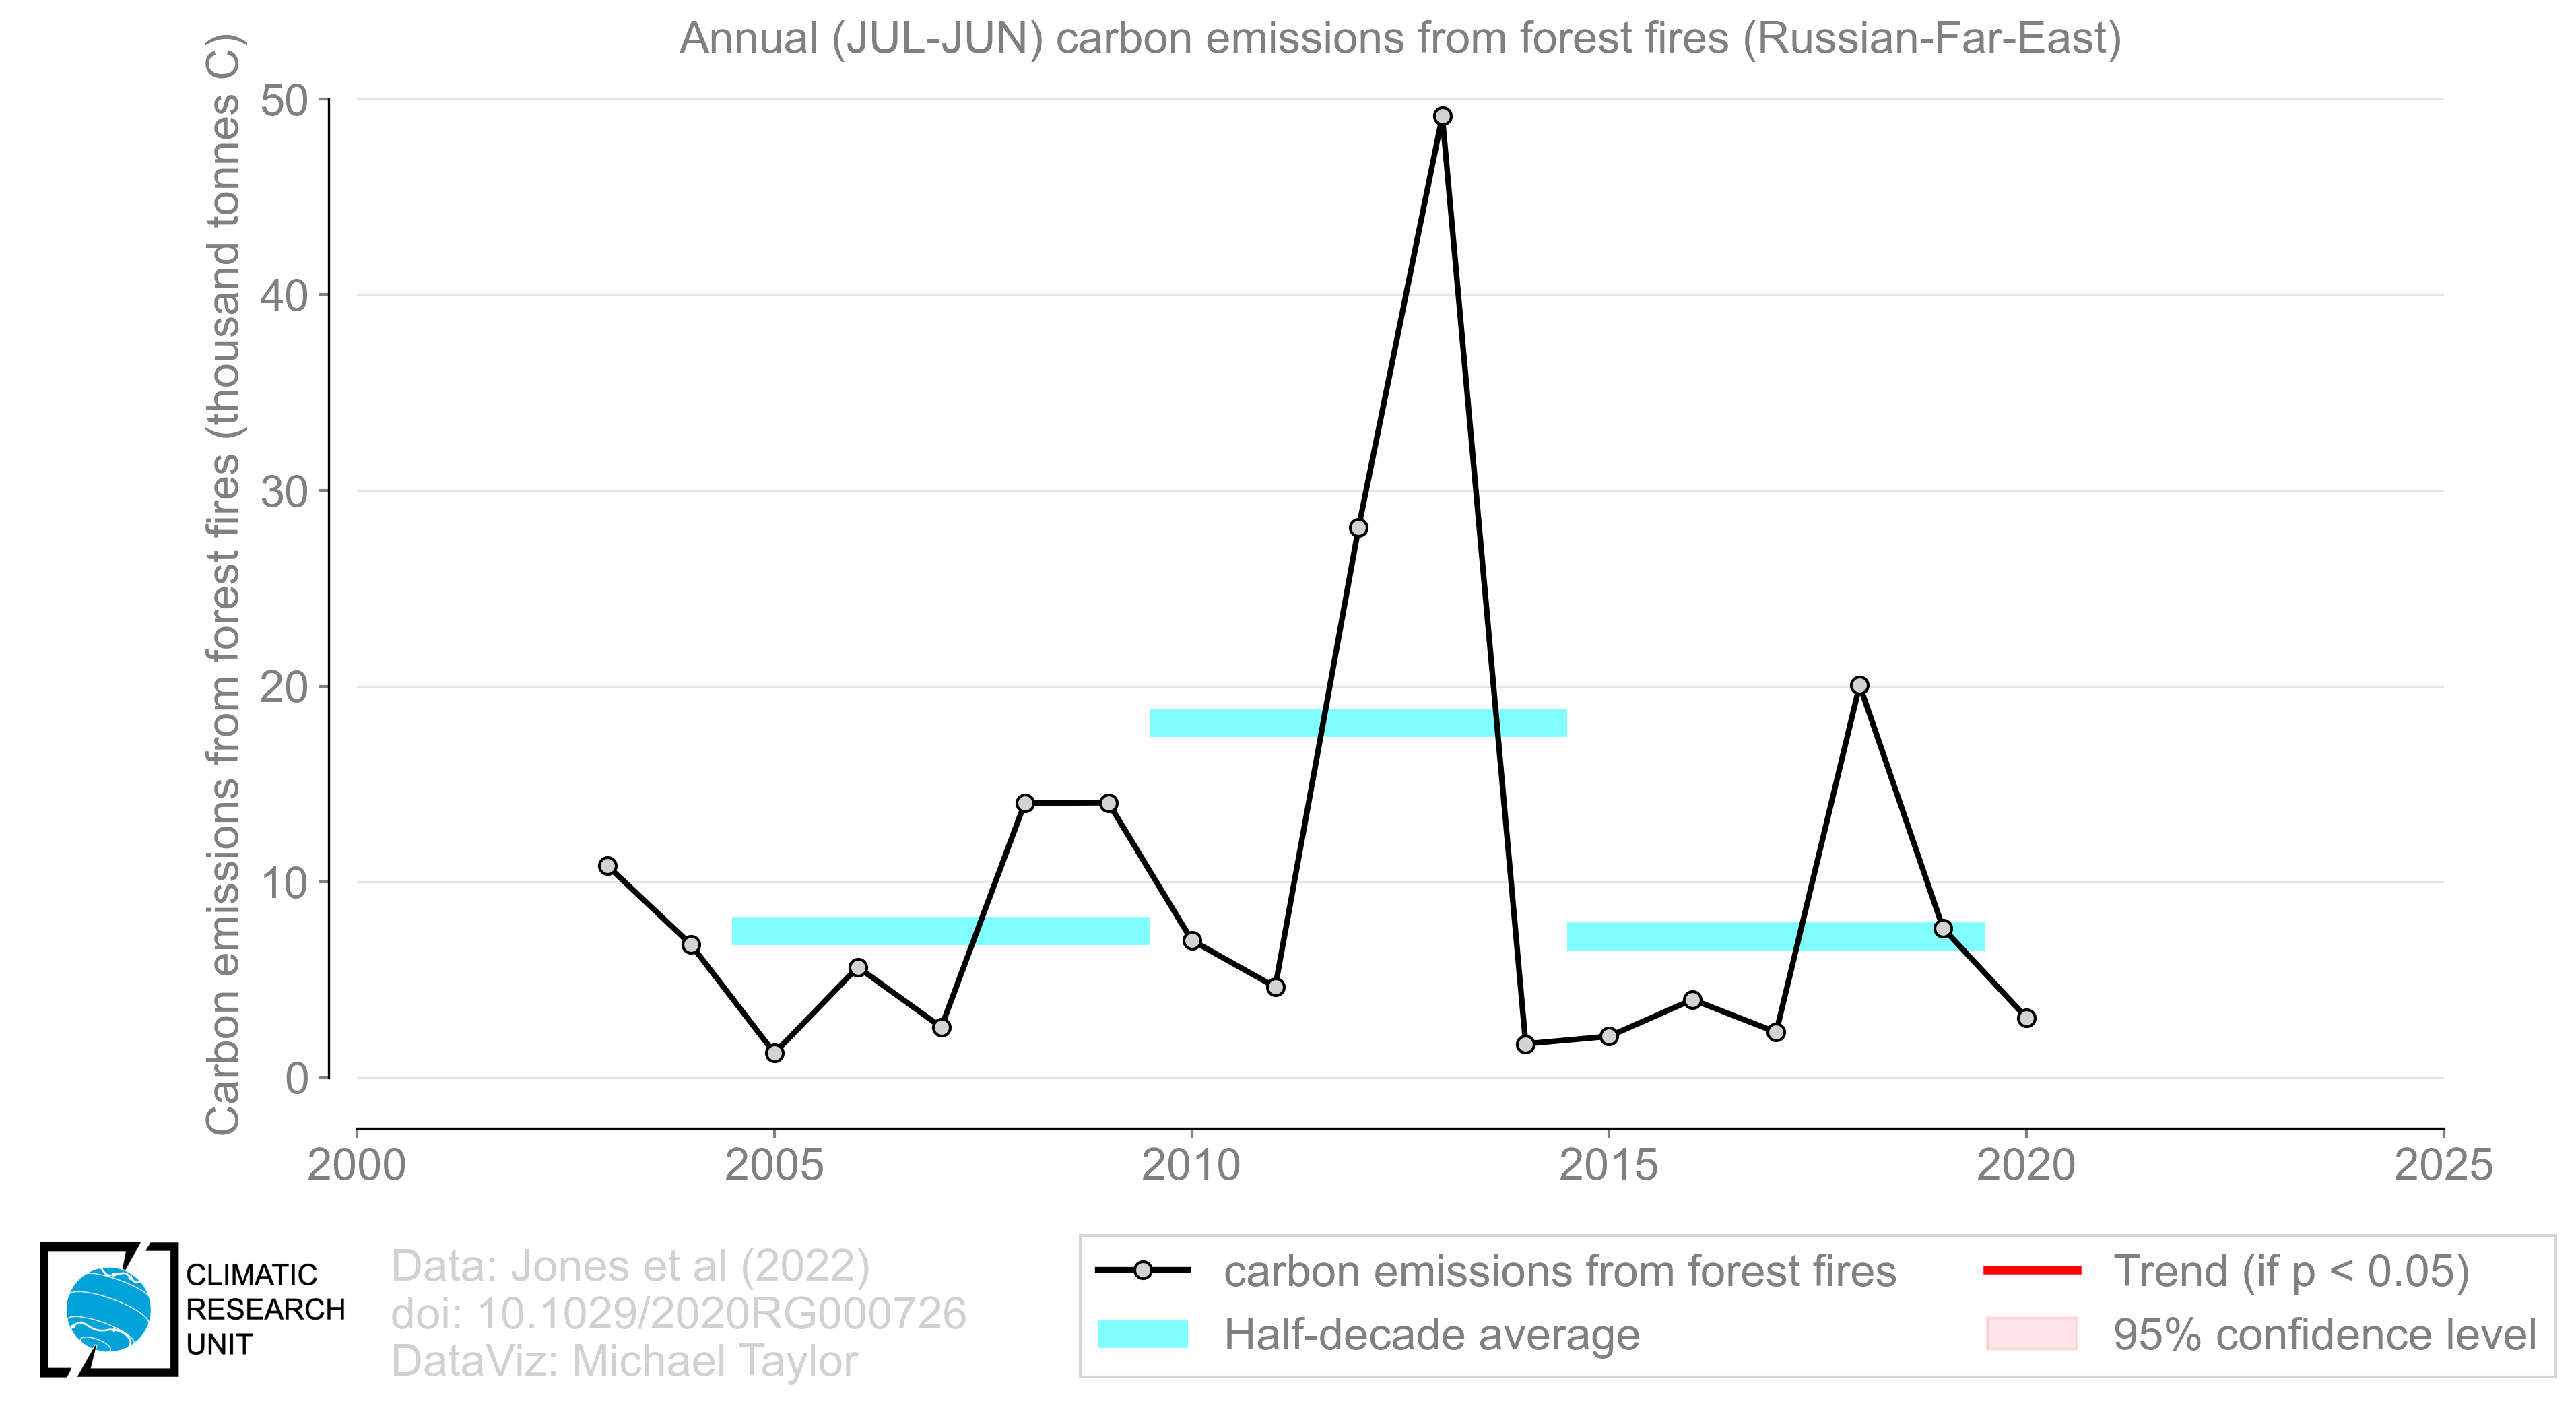 Annual (JUL-JUN) carbon emissions from forest fires (Russian-Far-East)
Carbon emissions from forest fires (thousand tonnes C)
50
40
30
20
10
0
2000
2005
2010
2015
2020
2025
CLIMATIC
RESEARCH
UNIT
Data: Jones et al (2022)
doi: 10.1029/2020RG000726
DataViz: Michael Taylor
carbon emissions from forest fires
Half-decade average
Trend (if p < 0.05)
95% confidence level